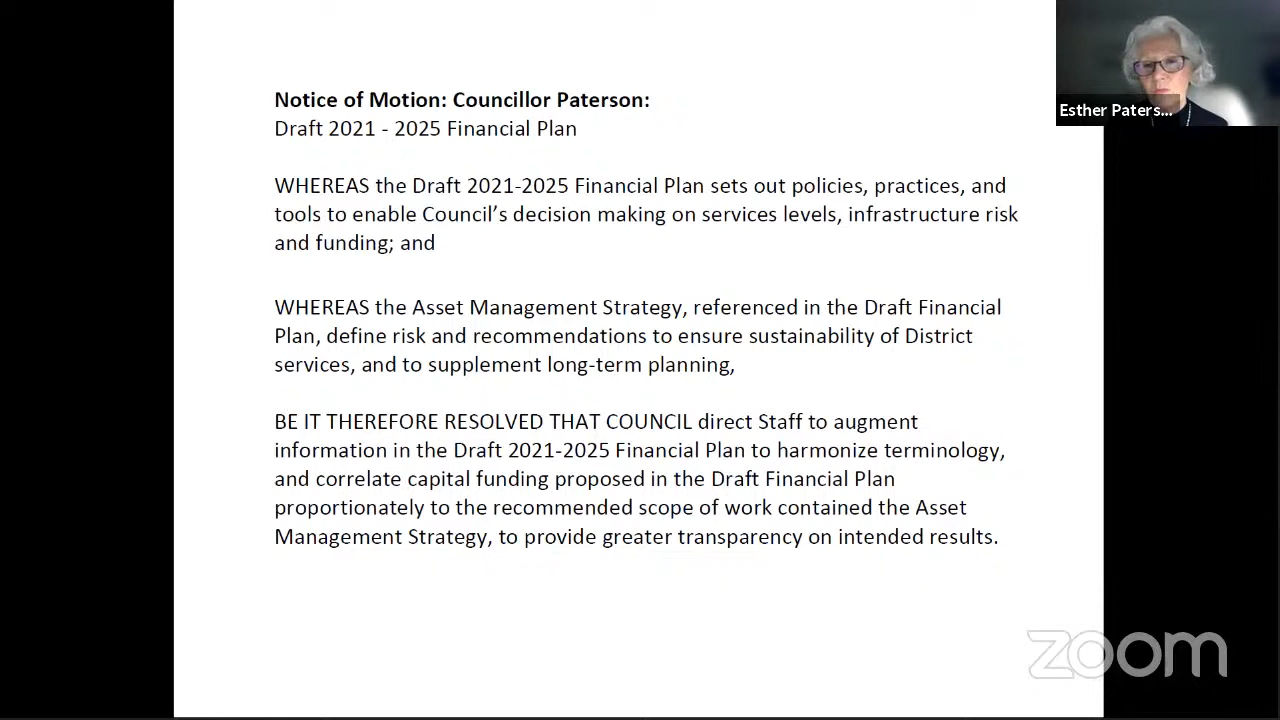 Notice of Motion: Councillor Paterson:
Draft 2021 - 2025 Financial Plan
WHEREAS the Draft 2021-2025 Financial Plan sets out policies, practices, and
tools to enable Council’s decision making on services levels, infrastructure risk
and funding; and
WHEREAS the Asset Management Strategy, referenced in the Draft Financial
Plan, define risk and recommendations to ensure sustainability of District
services, and to supplement long-term planning,
BE IT THEREFORE RESOLVED THAT COUNCIL direct Staff to augment
information in the Draft 2021-2025 Financial Plan to harmonize terminology,
and correlate capital funding proposed in the Draft Financial Plan
proportionately to the recommended scope of work contained the Asset
Management Strategy, to provide greater transparency on intended results.
Esther Paters...
zoom